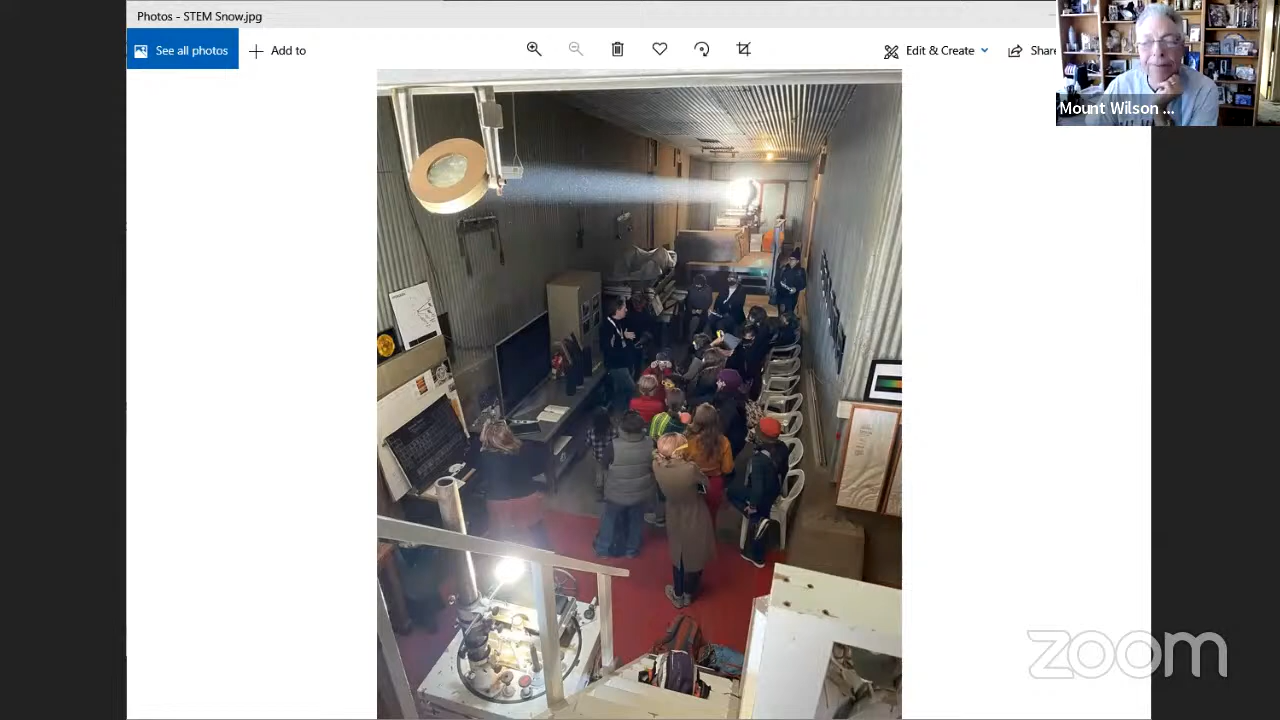 Photos - STEM Snow.jpg
See all photos
Add to
Edit & Create
Share
Mount Wilson ...
zoom